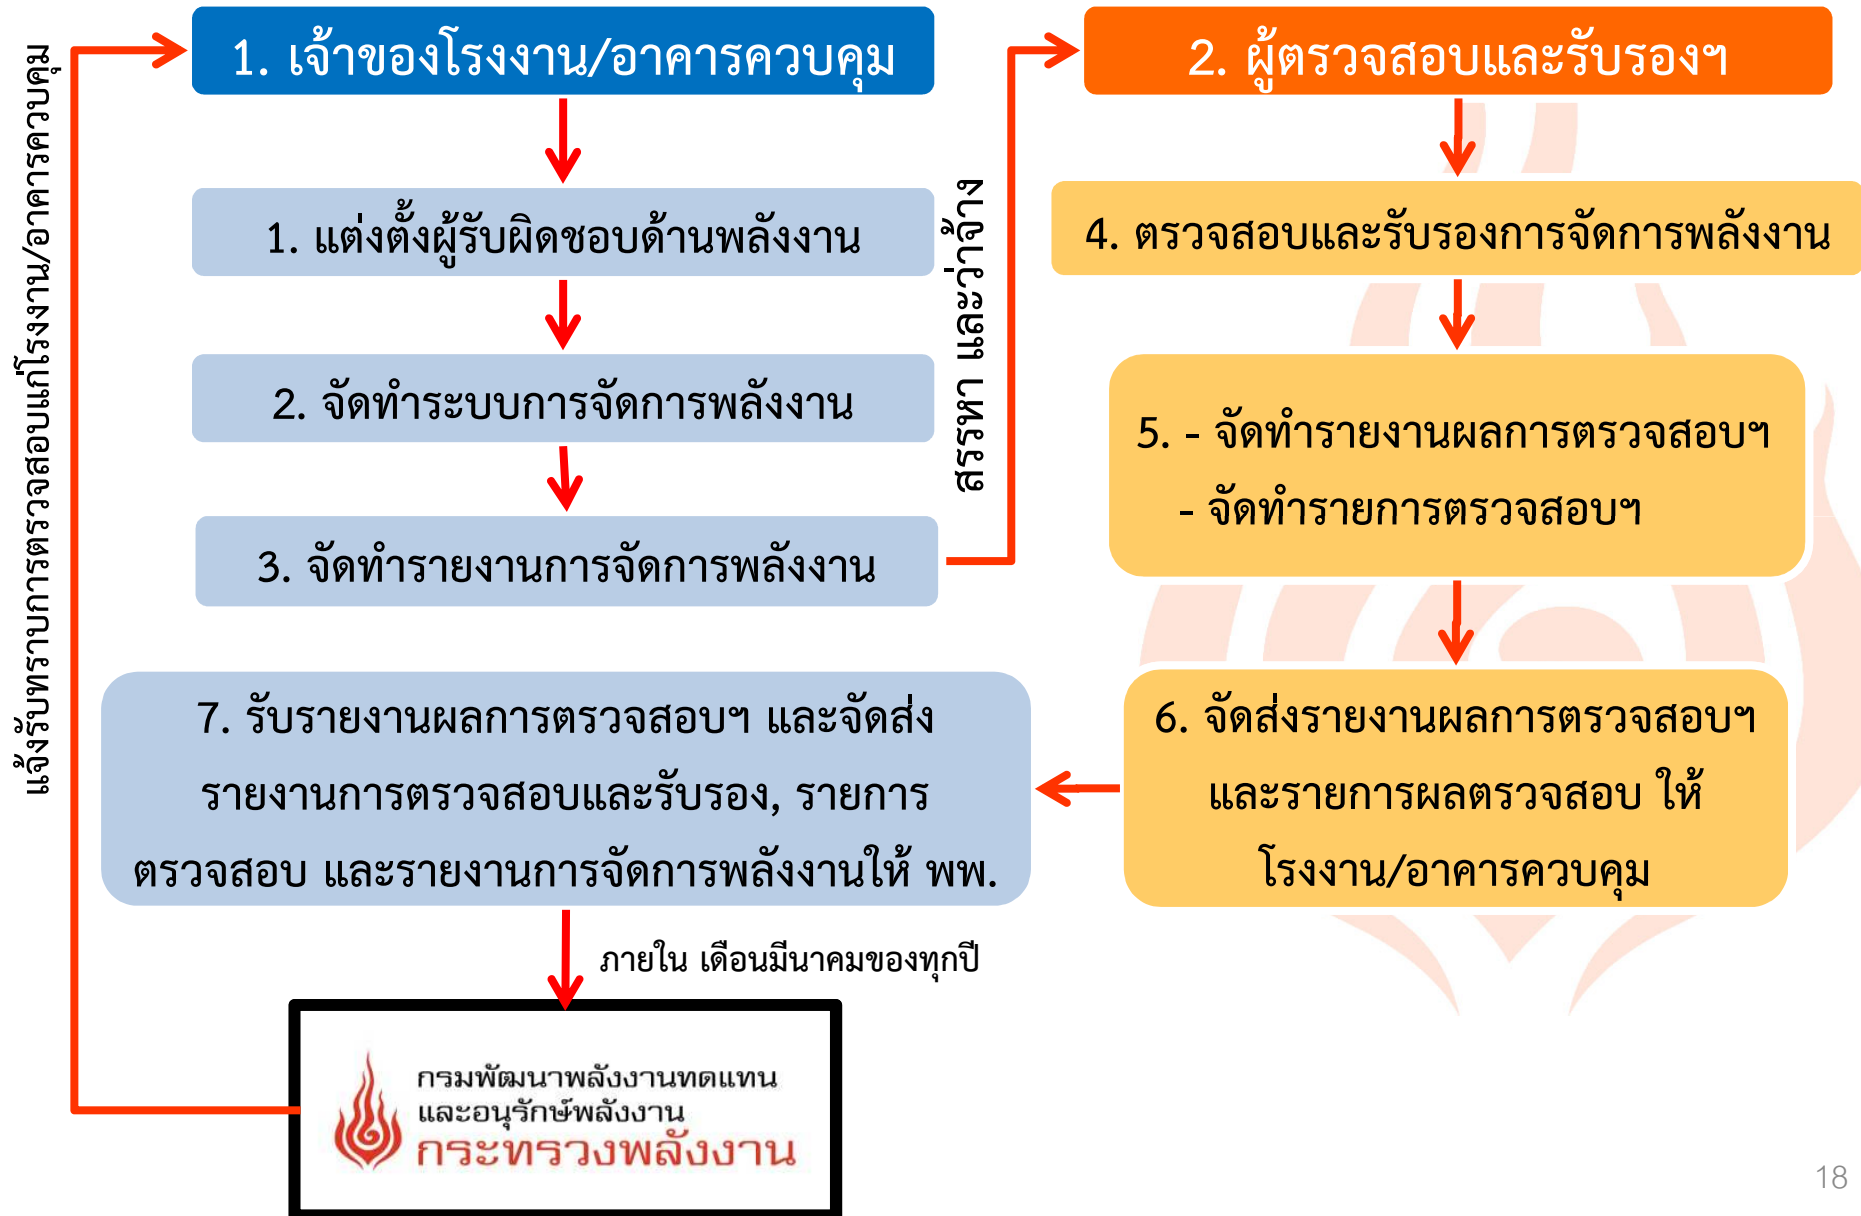 แจ้งรับทราบการตรวจสอบแก่โรงงาน/อาคารควบคุม
1. เจ้าของโรงงาน/อาคารควบคุม
1. แต่งตั้งผู้รับผิดชอบด้านพลังงาน
2. จัดทำระบบการจัดการพลังงาน
3. จัดทำรายงานการจัดการพลังงาน
สรรหา และว่าจ้าง
2. ผู้ตรวจสอบและรับรองฯ
4. ตรวจสอบและรับรองการจัดการพลังงาน
5. - จัดทำรายงานผลการตรวจสอบฯ
- จัดทำรายการตรวจสอบฯ
6. จัดส่งรายงานผลการตรวจสอบฯ
และรายการผลตรวจสอบ ให้
โรงงาน/อาคารควบคุม
7. รับรายงานผลการตรวจสอบฯ และจัดส่ง
รายงานการตรวจสอบและรับรอง, รายการ
ตรวจสอบ และรายงานการจัดการพลังงานให้ พพ.
ภายใน เดือนมีนาคมของทุกปี
กรมพัฒนาพลังงานทดแทน
และอนุรักษ์พลังงาน
กระทรวงพลังงาน
18